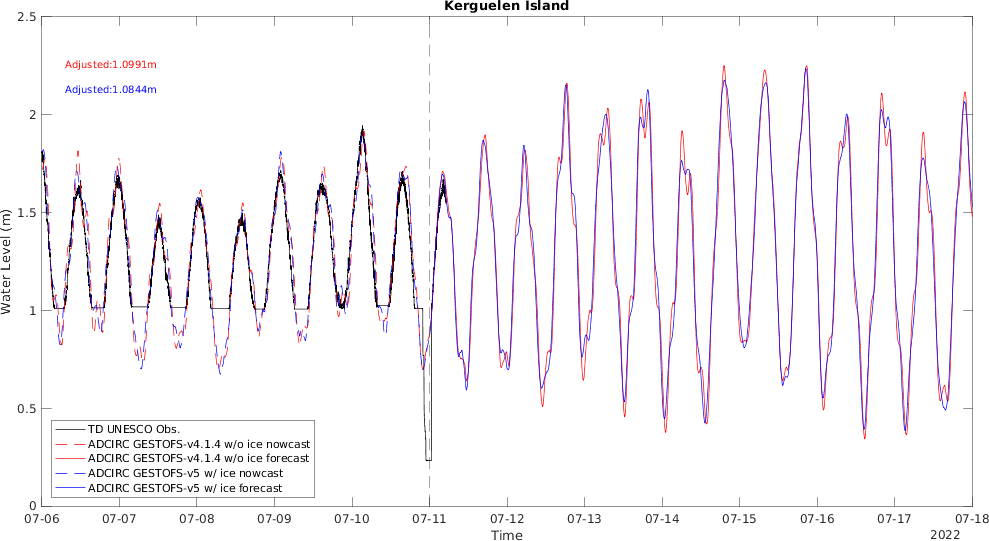 Kerguelen Island
2.5
Adjusted:1.0991m
Adjusted:1.0844m
2
1.5
Water Level (m)
1
0.5
TD UNESCO Obs.
ADCIRC GESTOFS-v4.1.4 w/o ice nowcast
ADCIRC GESTOFS-v4.1.4 w/o ice forecast
ADCIRC GESTOFS-v5 w/ ice nowcast
ADCIRC GESTOFS-v5 w/ ice forecast
0
07-06 07-07 07-08 07-09 07-10 07-11 07-12 07-13 07-14 07-15 07-16 07-17 07-18
Time
2022